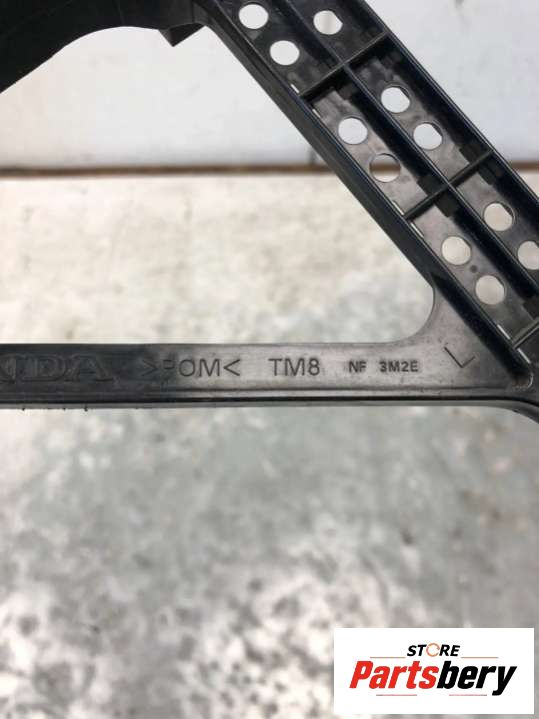 >POM< TM8 NF 3M2E L
STORE
Partsbery